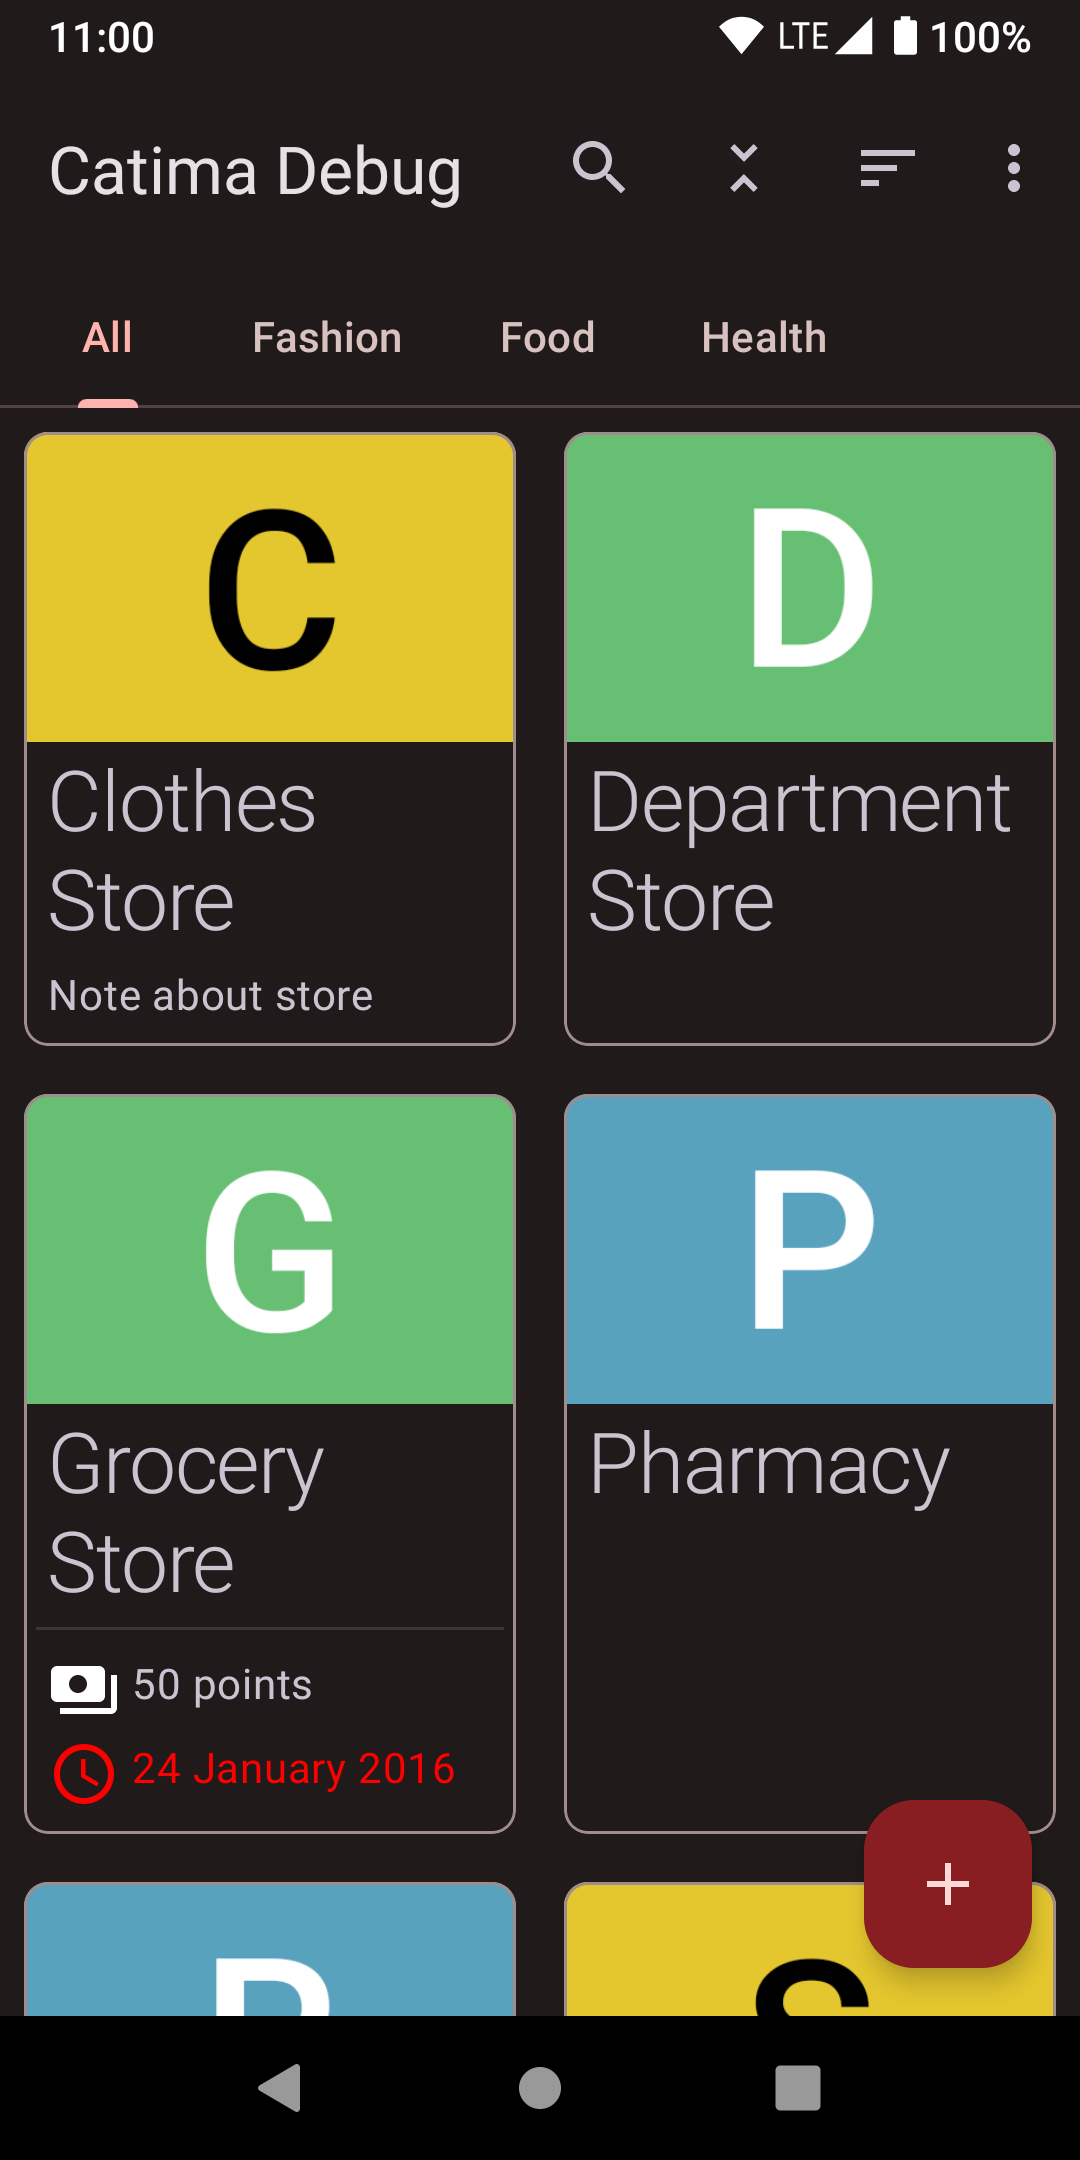 11:00 LTE 100%
Catima Debug
All Fashion Food Health
C
Clothes
Store
Note about store
D
Department
Store
G
Grocery
Store
50 points
24 January 2016
P
Pharmacy
S